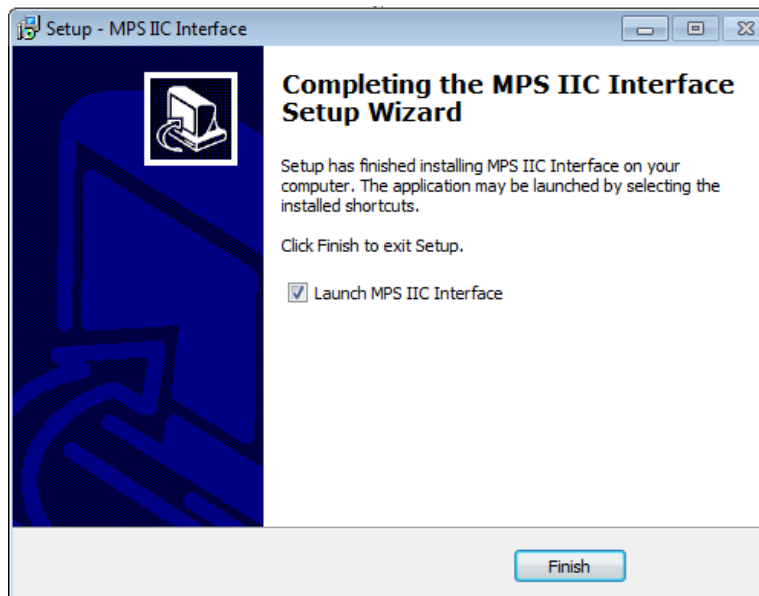 Setup - MPS IIC Interface
Completing the MPS IIC Interface
Setup Wizard
Setup has finished installing MPS IIC Interface on your
computer. The application may be launched by selecting the
installed shortcuts.
Click Finish to exit Setup.
Launch MPS IIC Interface
Finish